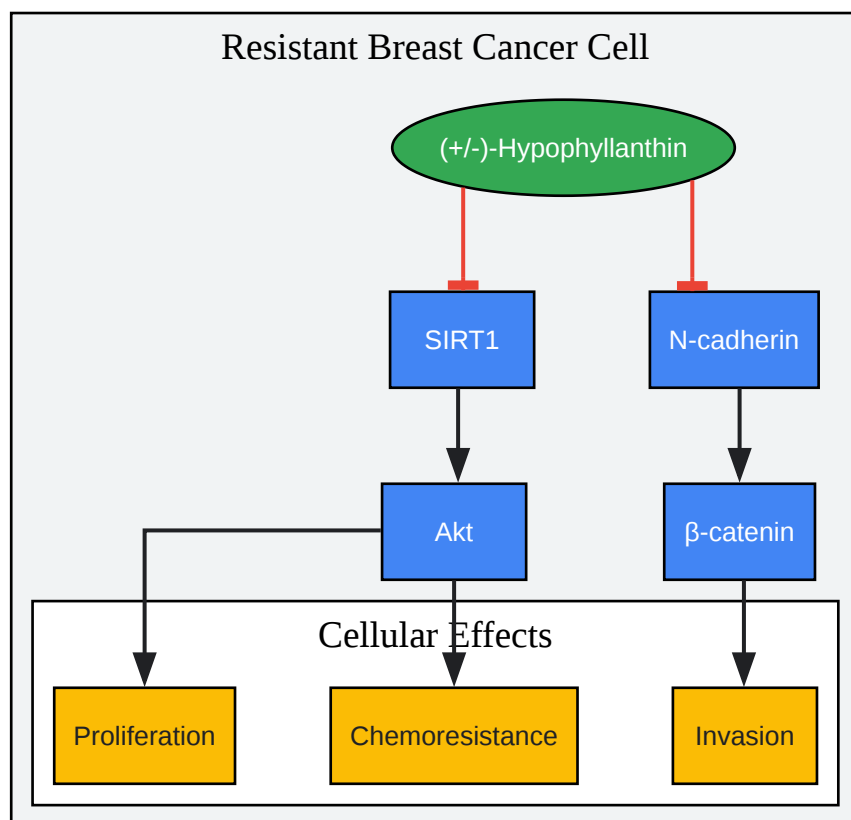 Resistant Breast Cancer Cell
(+/-)-Hypophyllanthin
SIRT1
N-cadherin
Akt
β-catenin
Cellular Effects
Proliferation
Chemoresistance
Invasion